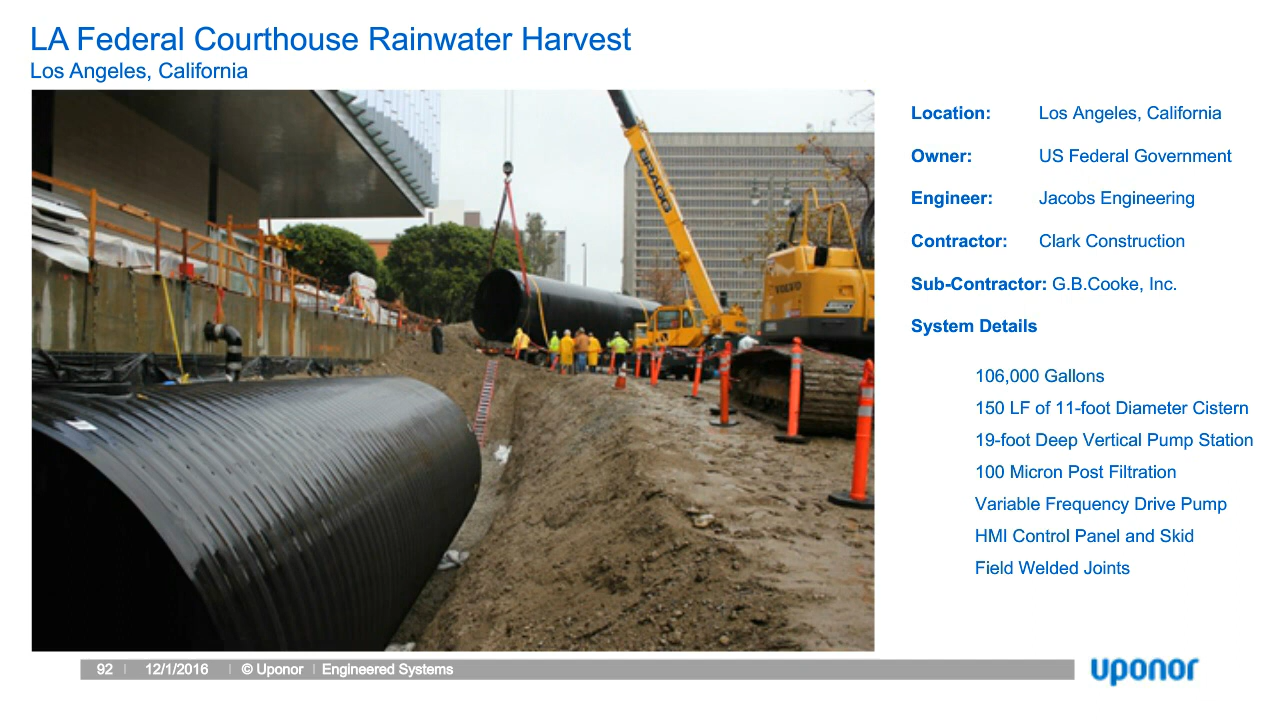 LA Federal Courthouse Rainwater Harvest
Los Angeles, California
BRAGG
VOLVO
Location: Los Angeles, California
Owner: US Federal Government
Engineer: Jacobs Engineering
Contractor: Clark Construction
Sub-Contractor: G.B.Cooke, Inc.
System Details
106,000 Gallons
150 LF of 11-foot Diameter Cistern
19-foot Deep Vertical Pump Station
100 Micron Post Filtration
Variable Frequency Drive Pump
HMI Control Panel and Skid
Field Welded Joints
92 | 12/1/2016 | © Uponor | Engineered Systems
uponor